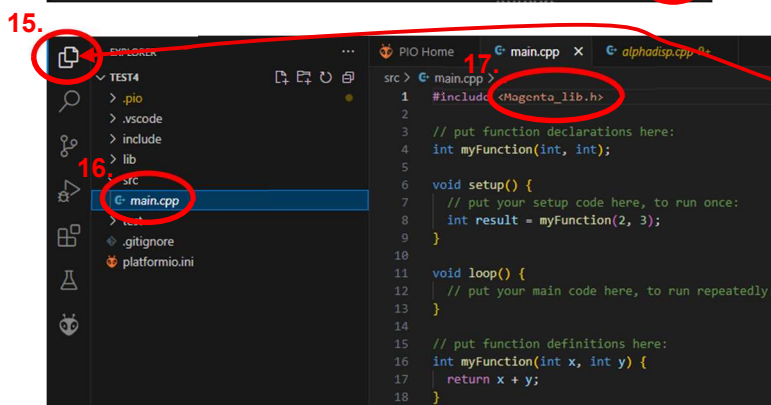 15.
EXPLORER ...
PIO Home main.cpp X alphadisp.cpp 9+
TEST4
17.
src > main.cpp >
> .pio
1 #include <Magenta_lib.h>
> .vscode
2
> include
3 // put function declarations here:
> lib
4 int myFunction(int, int);
16.
src
5
main.cpp
6 void setup() {
> test
7 // put your setup code here, to run once:
.gitignore
8 int result = myFunction(2, 3);
platformio.ini
9 }
10
11 void loop() {
12 // put your main code here, to run repeatedly
13 }
14
15 // put function definitions here:
16 int myFunction(int x, int y) {
17 return x + y;
18 }